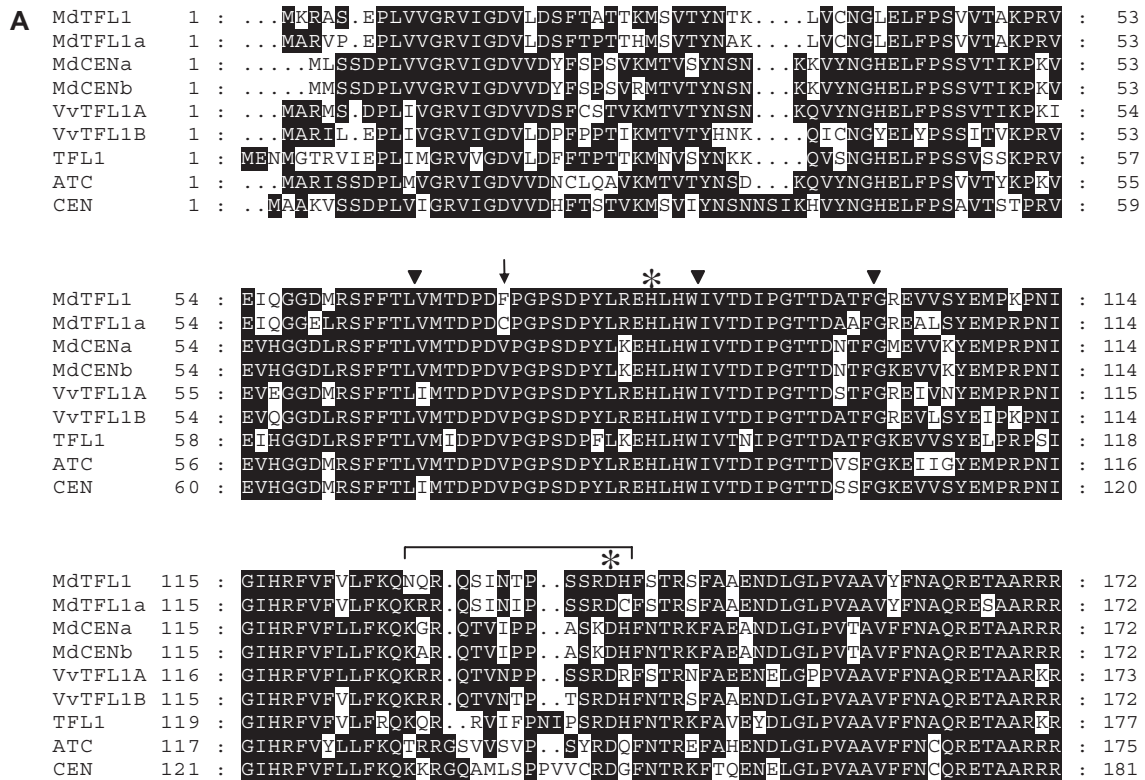 A
MdTFL1 1 : ...MKRAS.EPLVVGRVIGDVLDSFTATTKMSVTYNTK....LVCNGLELFPSVVTAKPRV : 53
MdTFL1a 1 : ...MARVP.EPLVVGRVIGDVLDSFTPTTHMSVTYNAK....LVCNGLELFPSVVTAKPRV : 53
MdCENa 1 : .....MLSSDPLVVGRVIGDVVDYFSPSVKMTVSYNSN....KKVYNGHELFPSSVTIKPKV : 53
MdCENb 1 : .....MMSSDPLVVGRVIGDVVDYFSPSVRMTVTYNSN....KKVYNGHELFPSSVTIKPKV : 53
VvTFL1A 1 : ...MARMS.DPLIVGRVIGDVVDSFCSTVKMTVTYNSN....KQVYNGHELFPSSVTIKPKI : 54
VvTFL1B 1 : ...MARIL.EPLIVGRVIGDVLDPFPPTIKMTVTYHNK....QICNGYELYPSSITVKPRV : 53
TFL1 1 : MENMGTRVIEPLIMGRVVGDVLDFFTPTTKMNVSYNKK....QVSNGHELFPSSVSSKPRV : 57
ATC 1 : ...MARISSDPLMVGRVIGDVVDNCLQAVKMTVTYNSD....KQVYNGHELFPSVVTYKPKV : 55
CEN 1 : ..MAAKVSSDPLVIGRVIGDVVDHFTSTVKMSVIYNSNNSIKHVYNGHELFPSAVTSTPRV : 59
*
MdTFL1 54 : EIQGGDMRSFFTLVMTDPDFPGPSDPYLREHLHWIVTDIPGTTDATFGREVVSYEMPKPNI : 114
MdTFL1a 54 : EIQGGELRSFFTLVMTDPDCPGPSDPYLREHLHWIVTDIPGTTDAAFGREALSYEMPRPNI : 114
MdCENa 54 : EVHGGDLRSFFTLVMTDPDVPGPSDPYLKEHLHWIVTDIPGTTDNTFGMEVVKYEMPRPNI : 114
MdCENb 54 : EVHGGDLRSFFTLVMTDPDVPGPSDPYLKEHLHWIVTDIPGTTDNTFGKEVVKYEMPRPNI : 114
VvTFL1A 55 : EVEGGDMRSFFTLIMTDPDVPGPSDPYLREHLHWIVTDIPGTTDSTFGREIVNYEMPRPNI : 115
VvTFL1B 54 : EVQGGDLRSFFTLVMTDPDVPGPSDPYLREHLHWIVTDIPGTTDATFGREVLSYEIPKPNI : 114
TFL1 58 : EIHGGDLRSFFTLVMIDPDVPGPSDPFLKEHLHWIVTNIPGTTDATFGKEVVSYELPRPSI : 118
ATC 56 : EVHGGDMRSFFTLVMTDPDVPGPSDPYLREHLHWIVTDIPGTTDVSFGKEIIGYEMPRPNI : 116
CEN 60 : EVHGGDMRSFFTLIMTDPDVPGPSDPYLREHLHWIVTDIPGTTDSSFGKEVVSYEMPRPNI : 120
*
MdTFL1 115 : GIHRFVFVLFKQNQR.QSINTP..SSRDHFSTRSFAAENDLGLPVAAVYFNAQRETAARRR : 172
MdTFL1a 115 : GIHRFVFVLFKQKRR.QSINIP..SSRDCFSTRSFAAENDLGLPVAAVYFNAQRESAARRR : 172
MdCENa 115 : GIHRFVFLLFKQKGR.QTVIPP..ASKDHFNTRKFAEANDLGLPVTAVFFNAQRETAARRR : 172
MdCENb 115 : GIHRFVFLLFKQKAR.QTVIPP..ASKDHFNTRKFAEANDLGLPVTAVFFNAQRETAARRR : 172
VvTFL1A 116 : GIHRFVFLLFKQKRR.QTVNPP..SSRDRFSTRNFAEENELGPPVAAVFFNAQRETAARKR : 173
VvTFL1B 115 : GIHRFVFVLFKQKRR.QTVNTP..TSRDHFNTRSFAAENDLGLPVAAVFFNAQRETAARRR : 172
TFL1 119 : GIHRFVFVLFRQKQR..RVIFPNIPSRDHFNTRKFAVEYDLGLPVAAVFFNAQRETAARKR : 177
ATC 117 : GIHRFVYLLFKQTRRGSVVSVP..SYRDQFNTREFAHENDLGLPVAAVFFNCQRETAARRR : 175
CEN 121 : GIHRFVFLLFKQKKRGQAMLSPPVVCRDGFNTRKFTQENELGLPVAAVFFNCQRETAARRR : 181